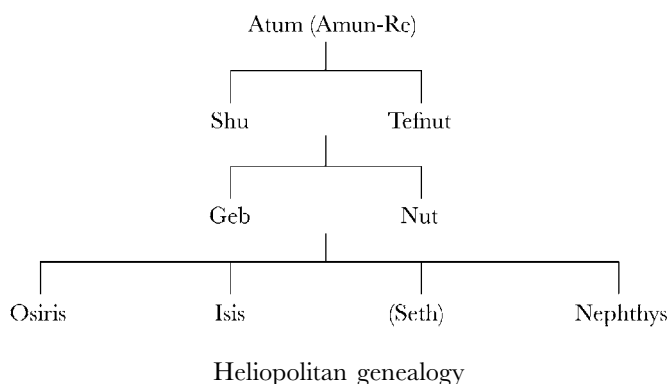 Atum (Amun-Re)
Shu Tefnut
Geb Nut
Osiris Isis (Seth) Nephthys
Heliopolitan genealogy